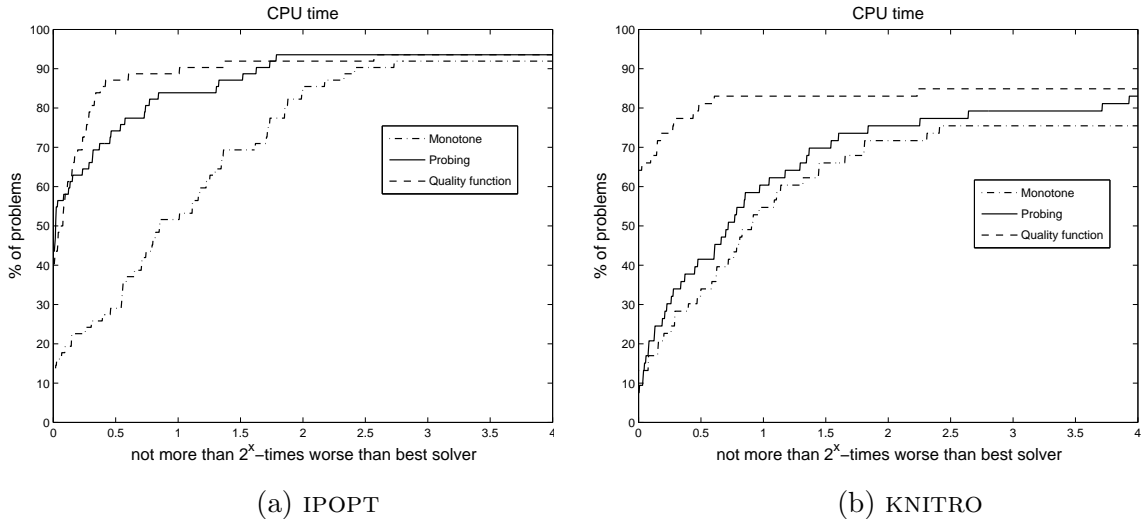 CPU time
100
90
80
70
60
50
40
30
20
10
0
% of problems
Monotone
Probing
Quality function
0 0.5 1 1.5 2 2.5 3 3.5 4
not more than 2^x−times worse than best solver
(a) IPOPT
CPU time
100
90
80
70
60
50
40
30
20
10
0
% of problems
Monotone
Probing
Quality function
0 0.5 1 1.5 2 2.5 3 3.5 4
not more than 2^x−times worse than best solver
(b) KNITRO